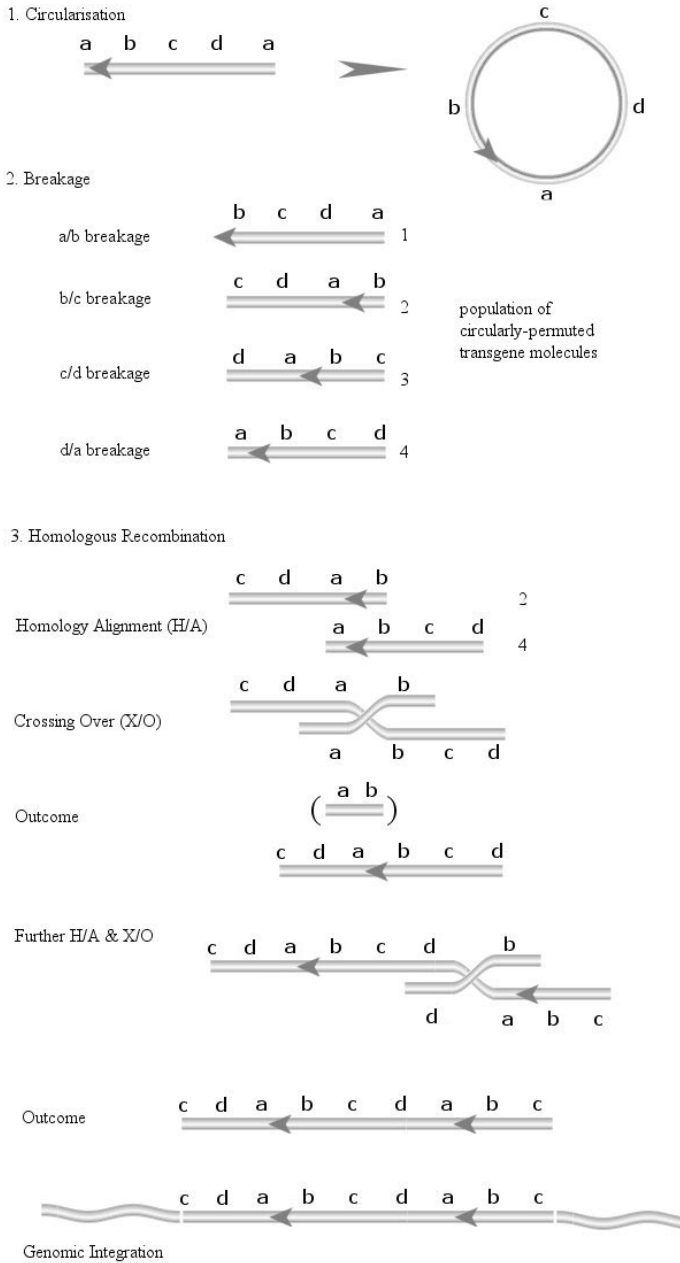 1. Circularisation
a b c d a
c
b d
a
2. Breakage
b c d a
a/b breakage 1
c d a b
b/c breakage 2
population of
circularly-permuted
transgene molecules
d a b c
c/d breakage 3
a b c d
d/a breakage 4
3. Homologous Recombination
c d a b
2
Homology Alignment (H/A) a b c d
4
c d a b
Crossing Over (X/O)
a b c d
( a b )
Outcome
c d a b c d
Further H/A & X/O
c d a b c d b
d a b c
c d a b c d a b c
Outcome
c d a b c d a b c
Genomic Integration